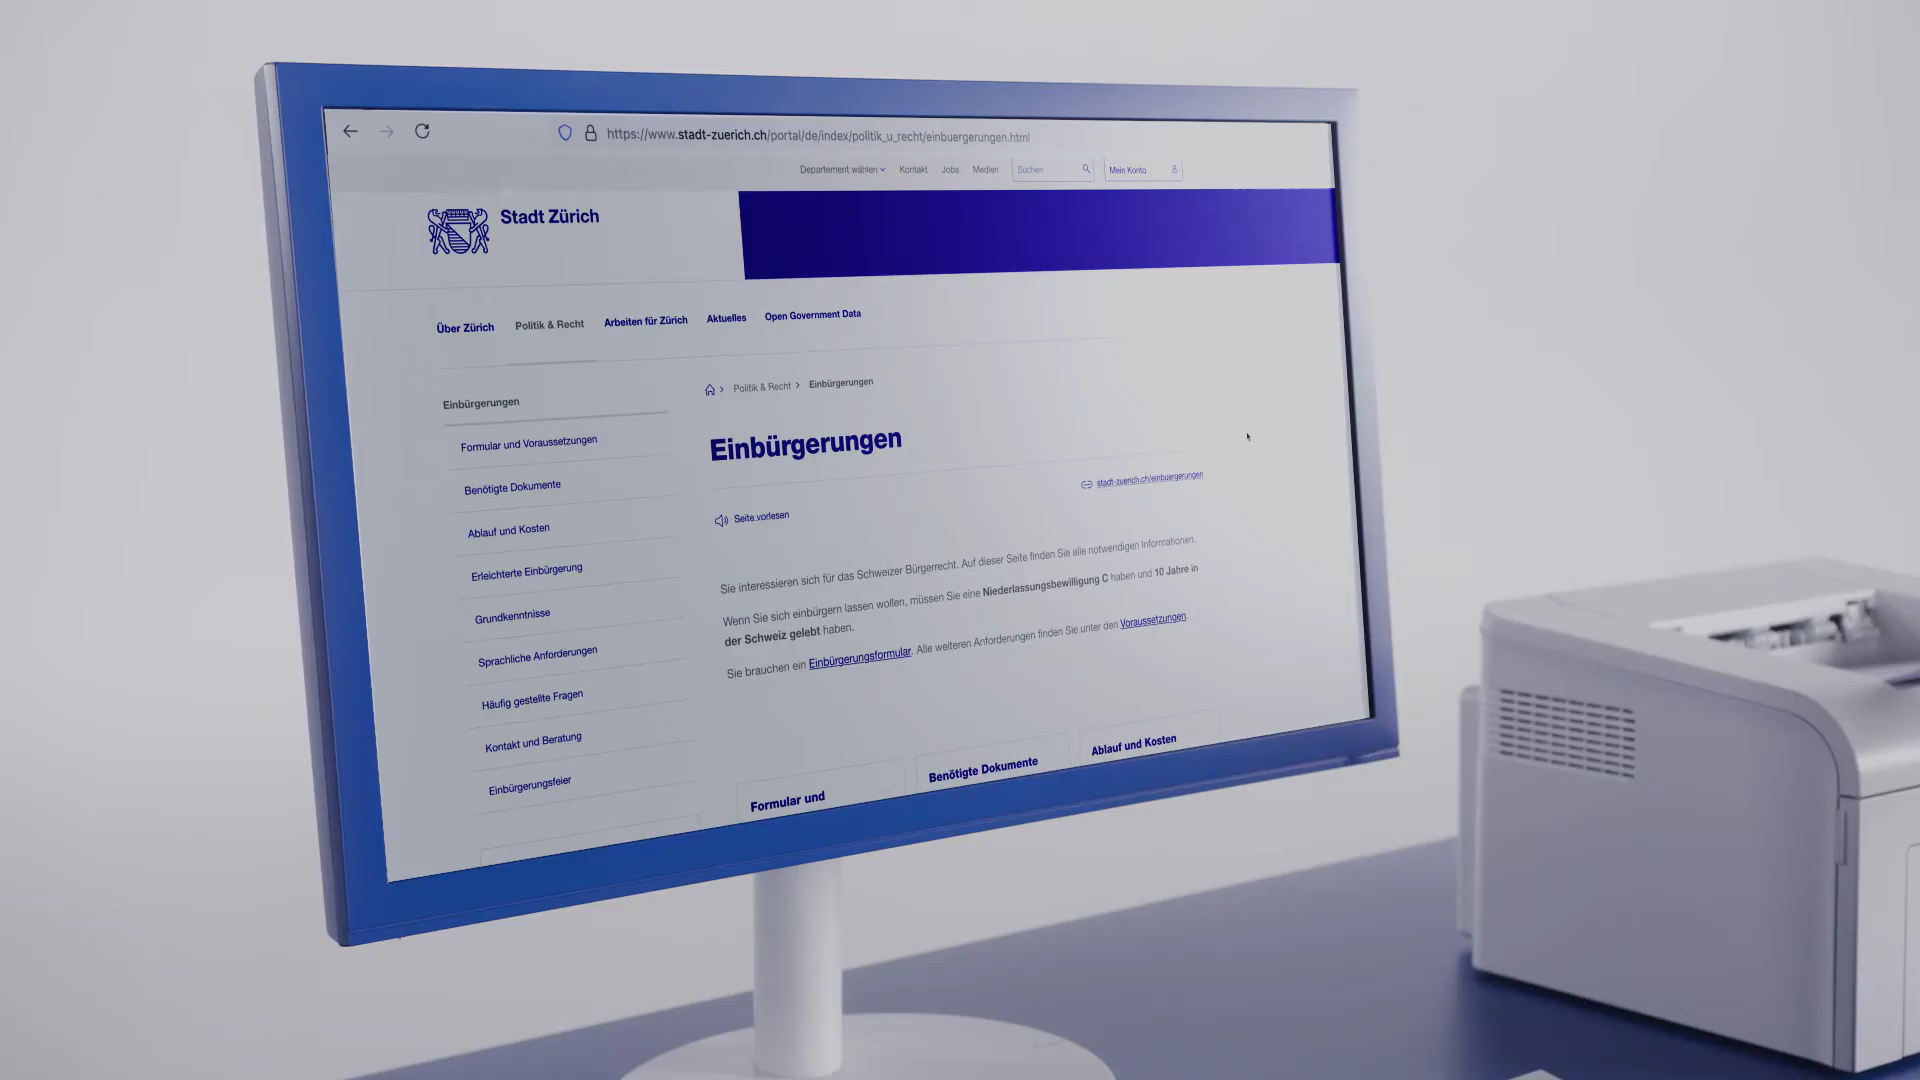 https://www.stadt-zuerich.ch/portal/de/index/politik_u_recht/einbuergerungen.html
Departement wählen Kontakt Jobs Medien Suchen Mein Konto
Stadt Zürich
Über Zürich Politik & Recht Arbeiten für Zürich Aktuelles Open Government Data
Politik & Recht > Einbürgerungen
Einbürgerungen
Formular und Voraussetzungen
Benötigte Dokumente
Ablauf und Kosten
Erleichterte Einbürgerung
Grundkenntnisse
Sprachliche Anforderungen
Häufig gestellte Fragen
Kontakt und Beratung
Einbürgerungsfeier
Einbürgerungen
stadt-zuerich.ch/einbuergerungen
Seite vorlesen
Sie interessieren sich für das Schweizer Bürgerrecht. Auf dieser Seite finden Sie alle notwendigen Informationen.
Wenn Sie sich einbürgern lassen wollen, müssen Sie eine Niederlassungsbewilligung C haben und 10 Jahre in
der Schweiz gelebt haben.
Sie brauchen ein Einbürgerungsformular. Alle weiteren Anforderungen finden Sie unter den Voraussetzungen.
Formular und
Benötigte Dokumente
Ablauf und Kosten